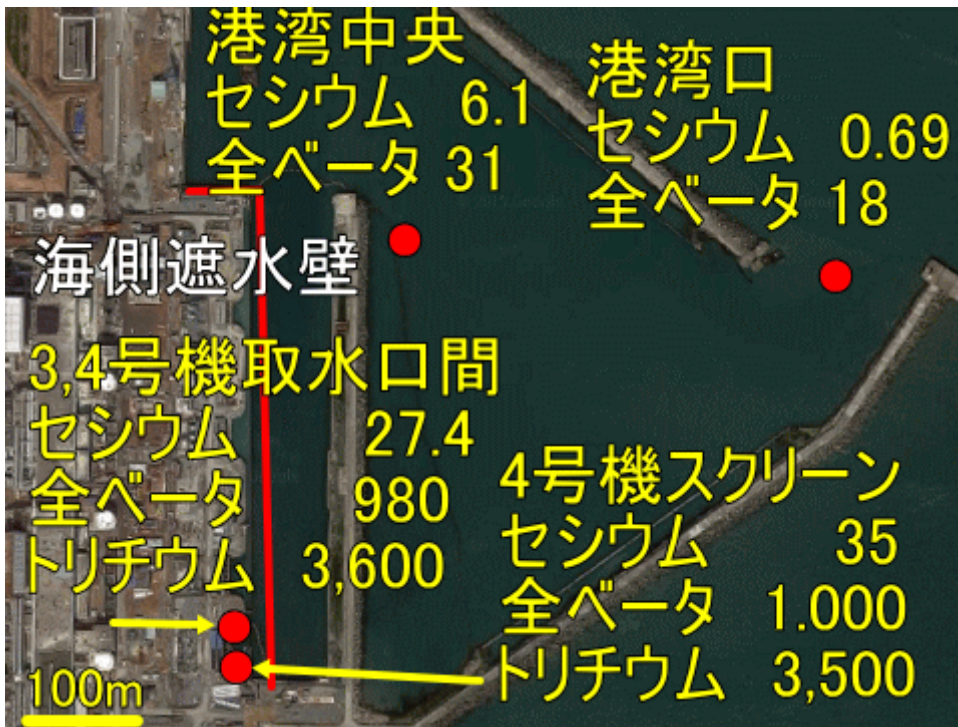 港湾中央
セシウム 6.1
全ベータ 31
港湾口
セシウム 0.69
全ベータ 18
海側遮水壁
3,4号機取水口間
セシウム 27.4
全ベータ 980
トリチウム 3,600
4号機スクリーン
セシウム 35
全ベータ 1.000
トリチウム 3,500
100m